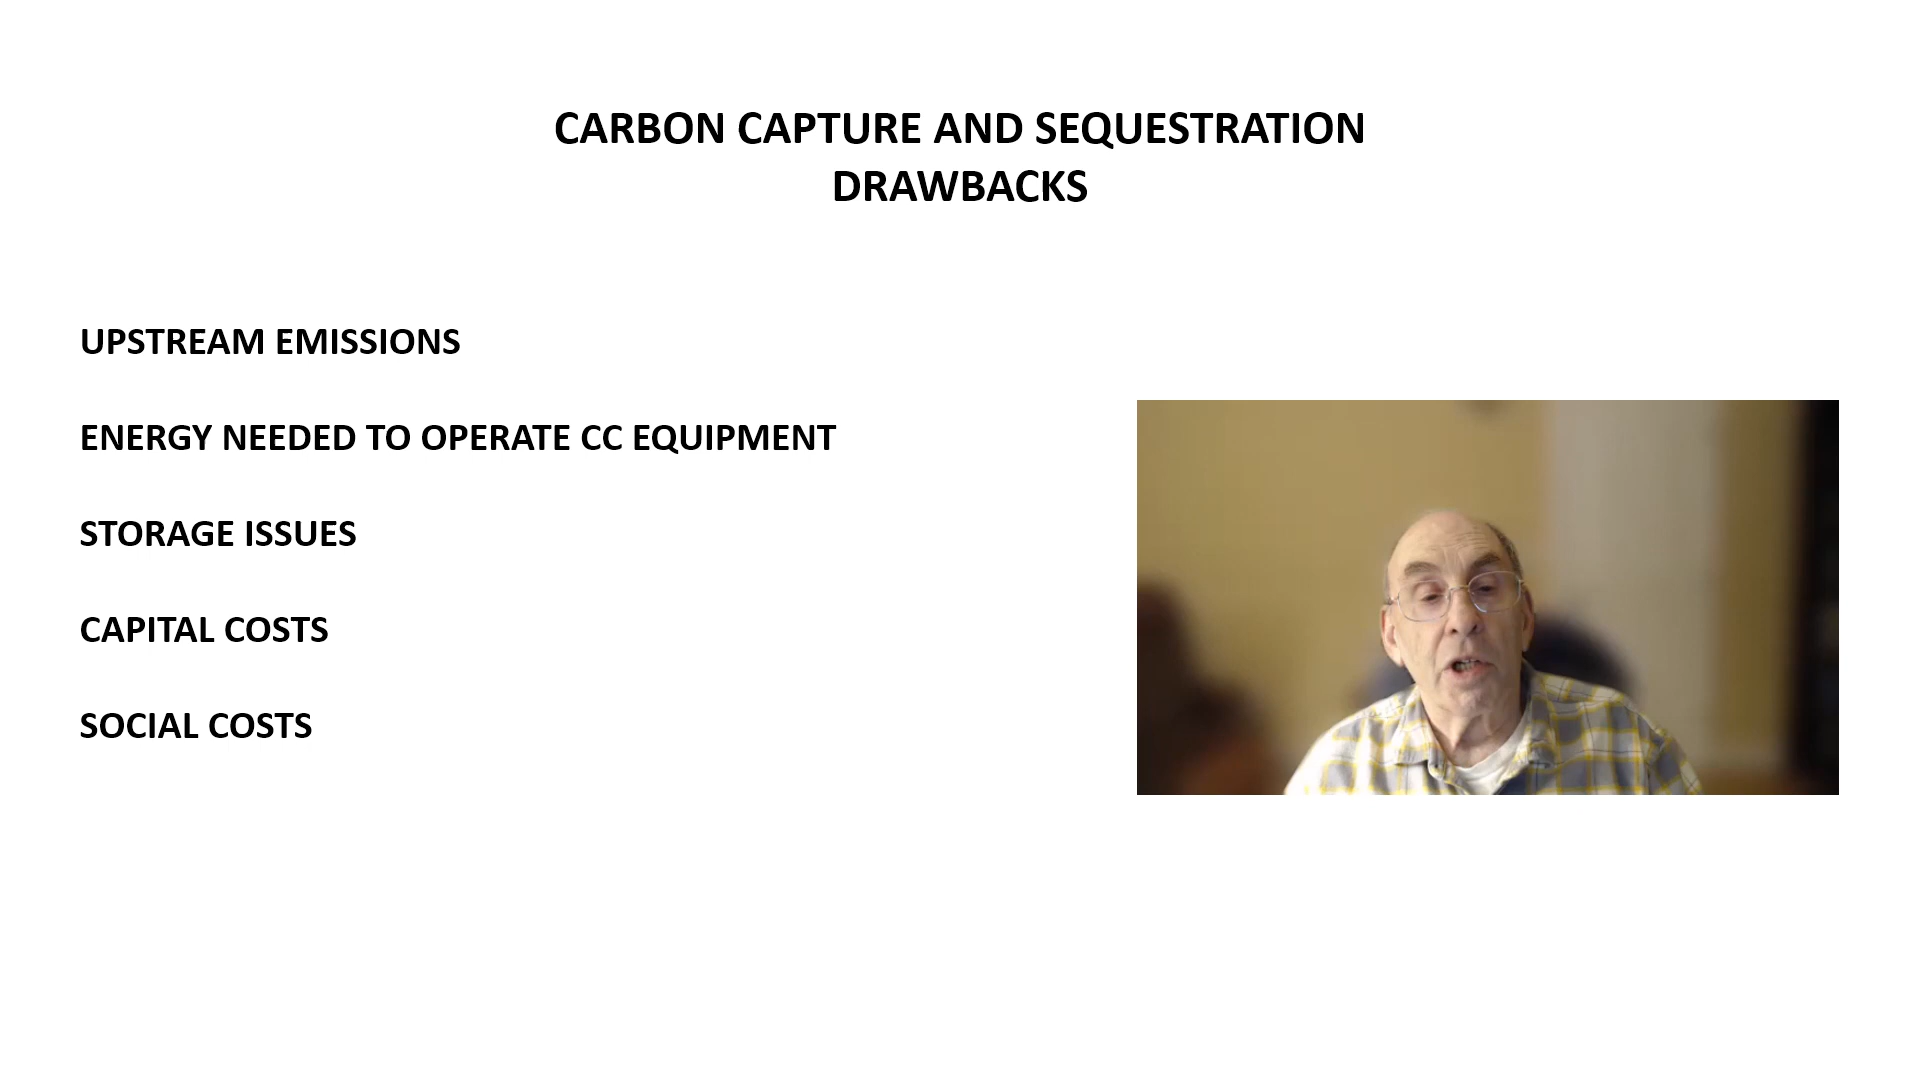 CARBON CAPTURE AND SEQUESTRATION
DRAWBACKS
UPSTREAM EMISSIONS
ENERGY NEEDED TO OPERATE CC EQUIPMENT
STORAGE ISSUES
CAPITAL COSTS
SOCIAL COSTS